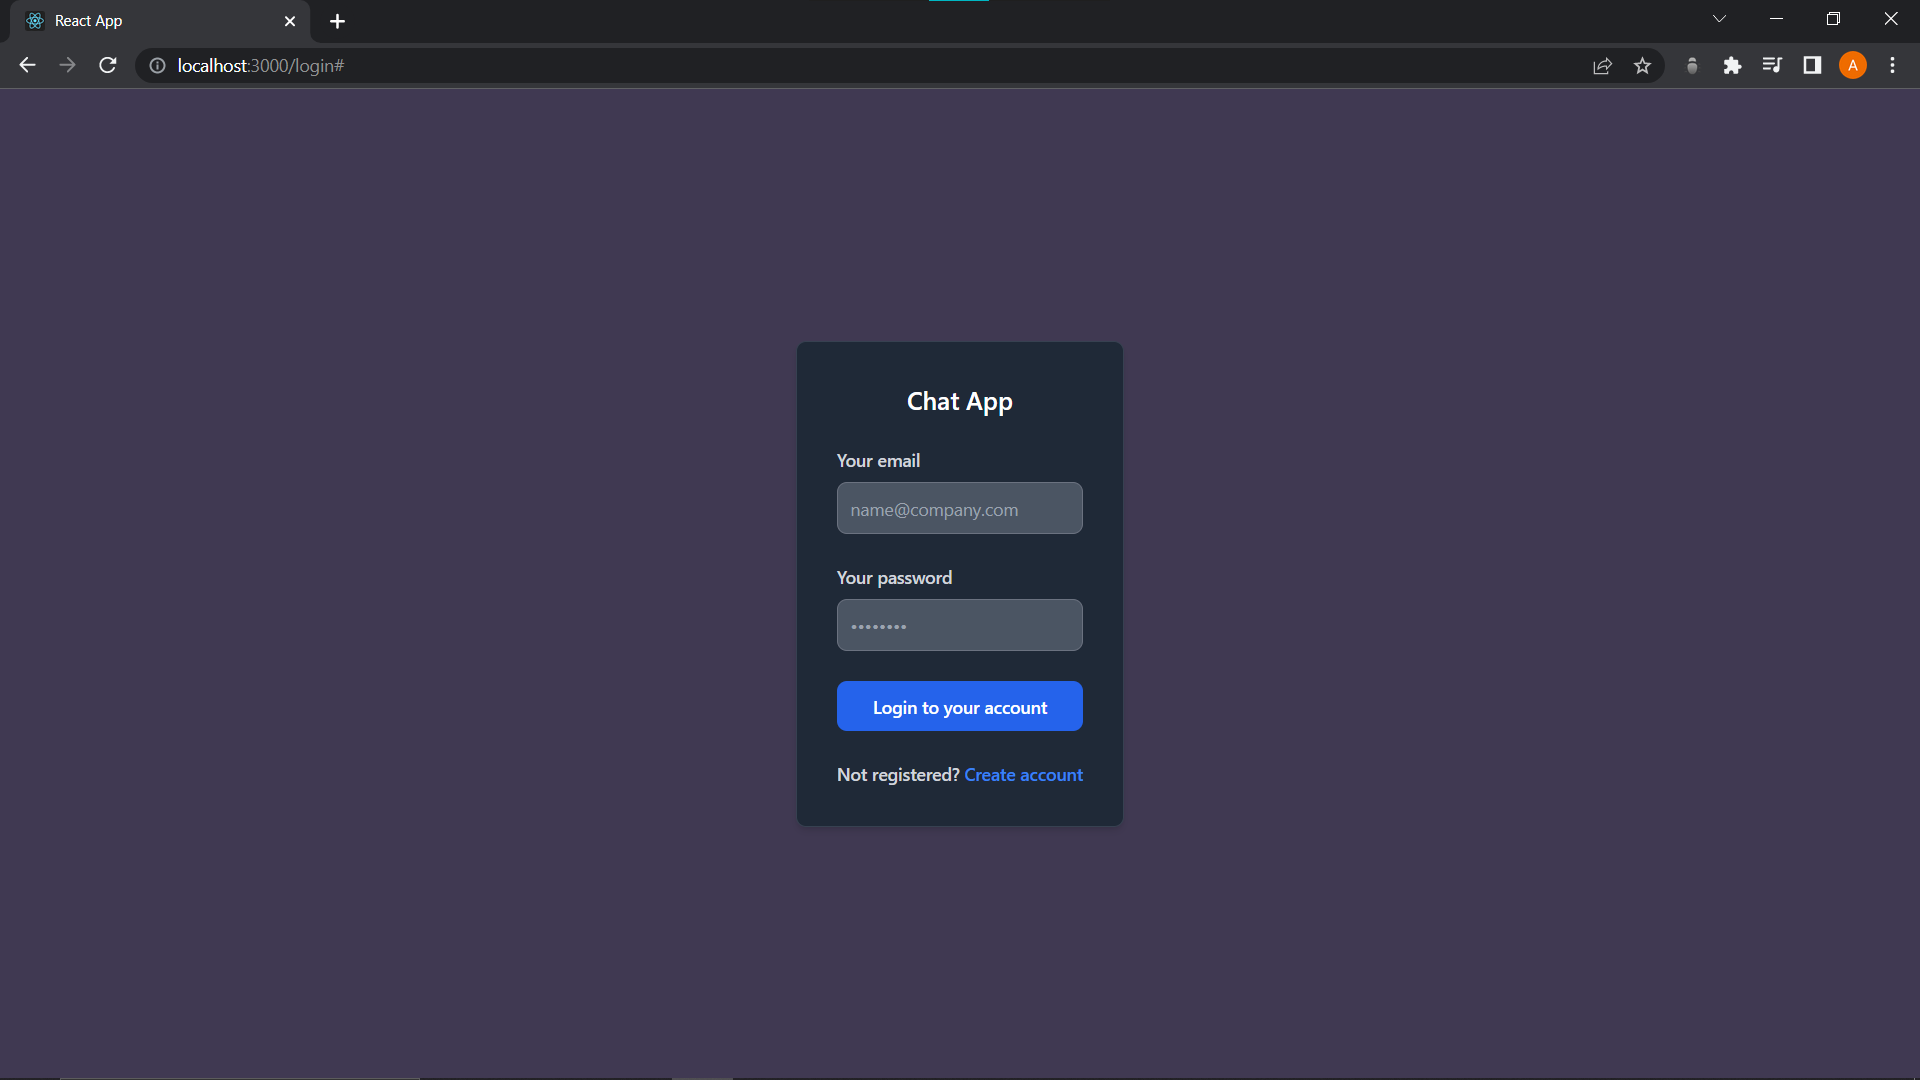 React App
localhost:3000/login#
A
Chat App
Your email
name@company.com
Your password
••••••••
Login to your account
Not registered? Create account